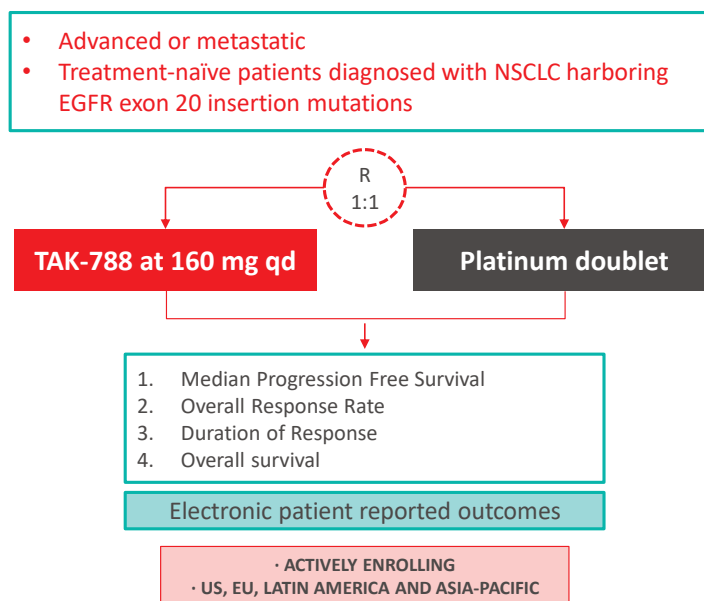 • Advanced or metastatic
• Treatment-naïve patients diagnosed with NSCLC harboring
EGFR exon 20 insertion mutations
R
1:1
TAK-788 at 160 mg qd
Platinum doublet
1. Median Progression Free Survival
2. Overall Response Rate
3. Duration of Response
4. Overall survival
Electronic patient reported outcomes
· ACTIVELY ENROLLING
· US, EU, LATIN AMERICA AND ASIA-PACIFIC